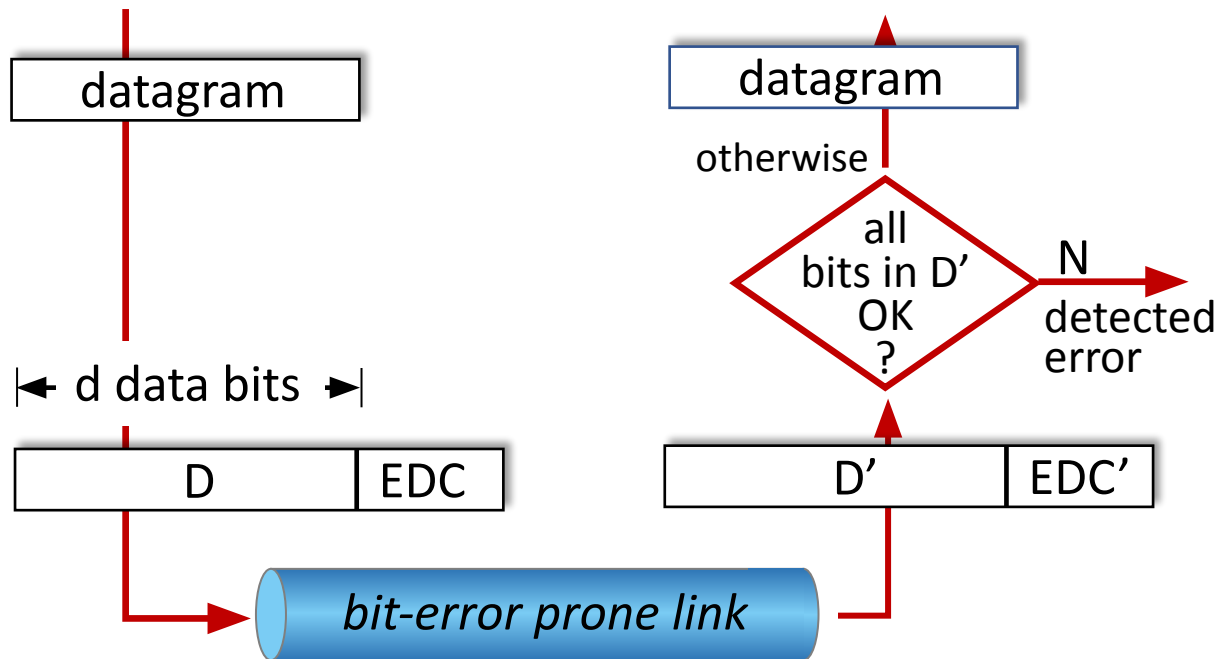 datagram
d data bits
D
EDC
bit-error prone link
datagram
otherwise
all
bits in D’
OK
?
N
detected
error
D’
EDC’